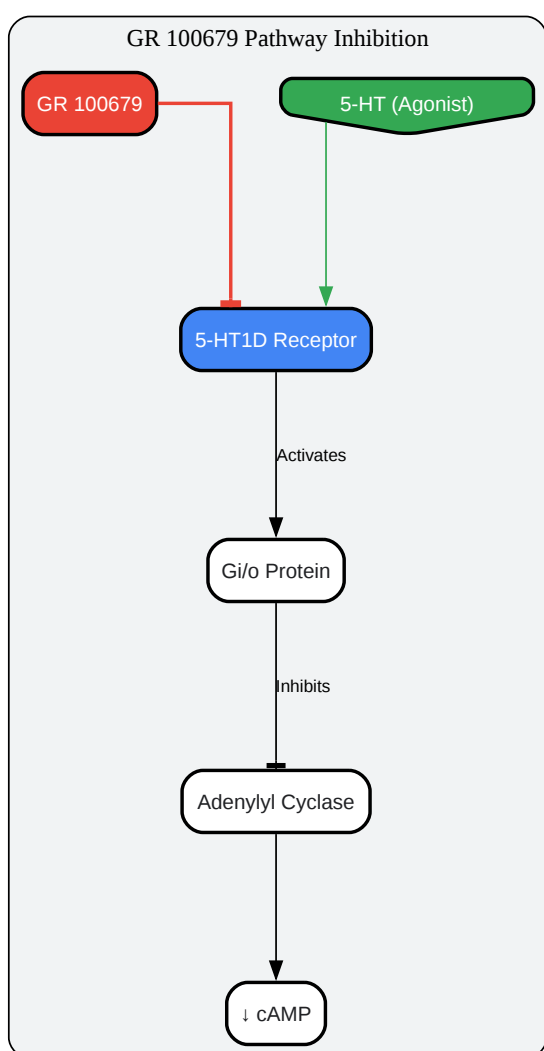 GR 100679 Pathway Inhibition
GR 100679
5-HT (Agonist)
5-HT1D Receptor
Activates
Gi/o Protein
Inhibits
Adenylyl Cyclase
↓ cAMP